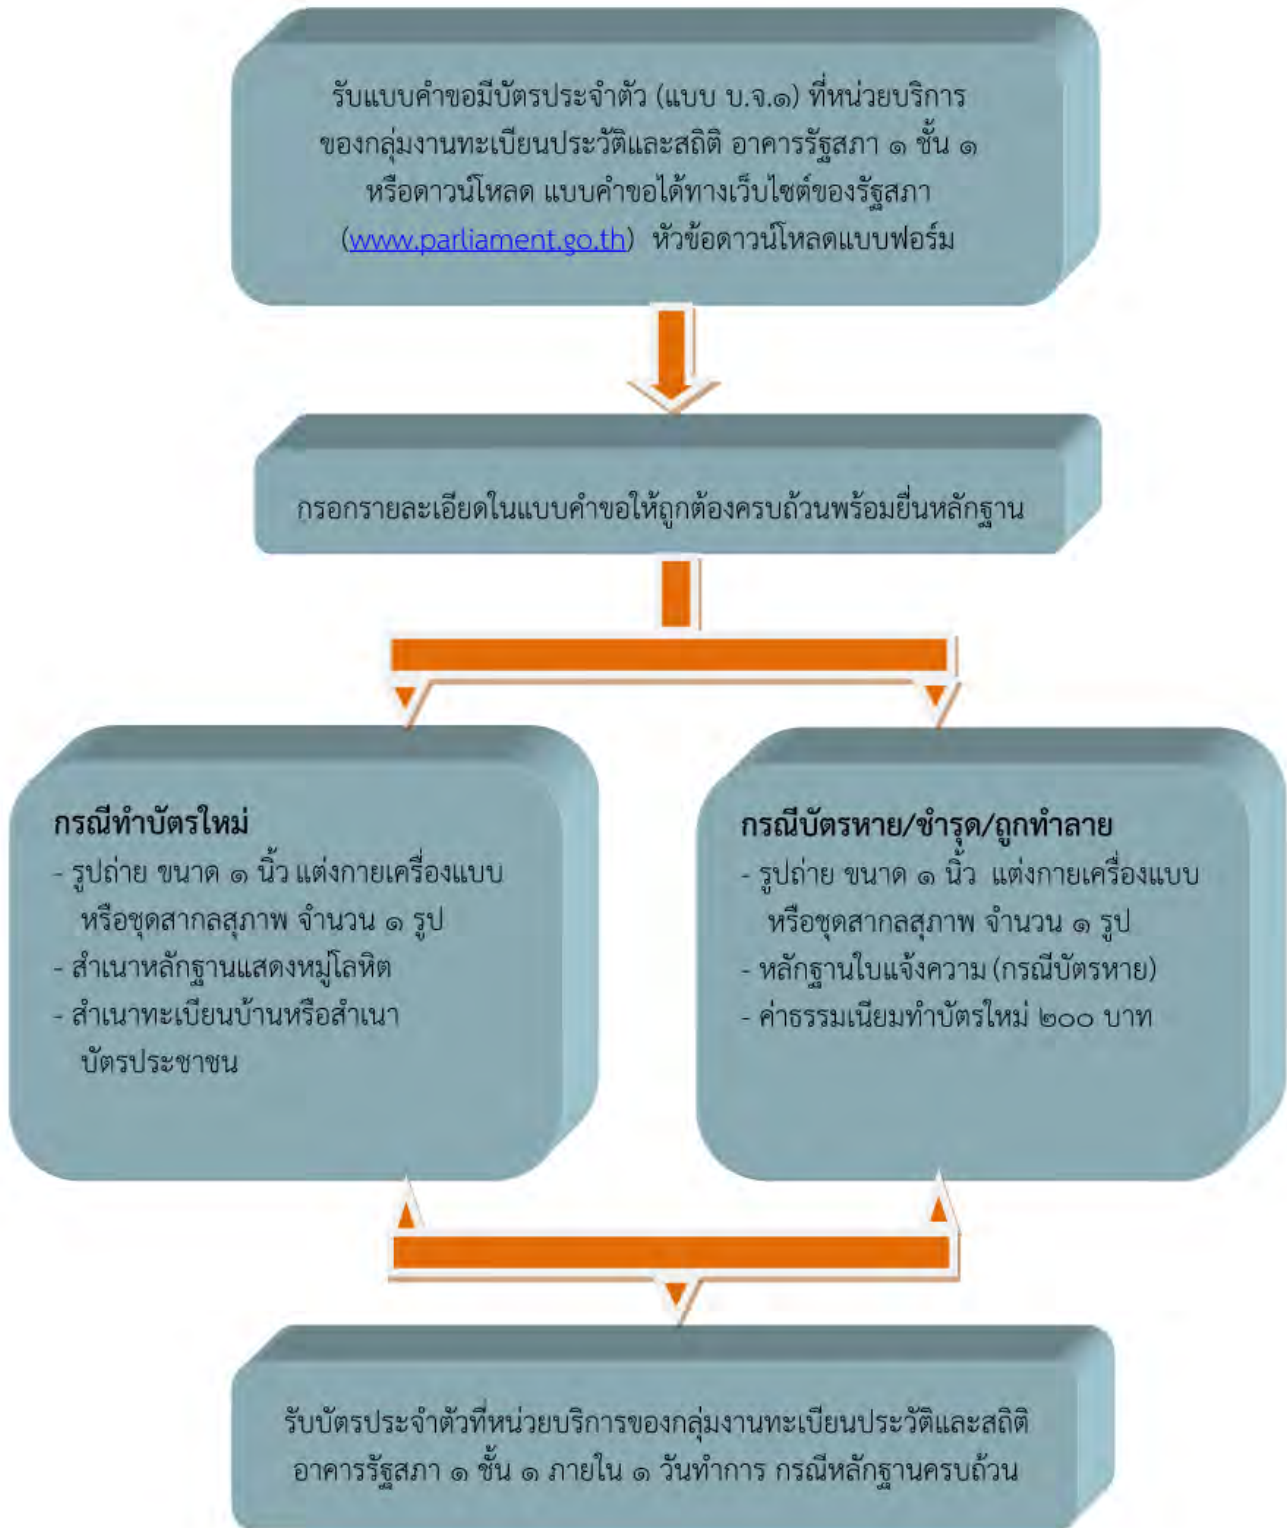 รับแบบคำขอมีบัตรประจำตัว (แบบ บ.จ.๑) ที่หน่วยบริการ
ของกลุ่มงานทะเบียนประวัติและสถิติ อาคารรัฐสภา ๑ ชั้น ๑
หรือดาวน์โหลด แบบคำขอได้ทางเว็บไซต์ของรัฐสภา
(www.parliament.go.th) หัวข้อดาวน์โหลดแบบฟอร์ม
กรอกรายละเอียดในแบบคำขอให้ถูกต้องครบถ้วนพร้อมยื่นหลักฐาน
กรณีทำบัตรใหม่
- รูปถ่าย ขนาด ๑ นิ้ว แต่งกายเครื่องแบบ
หรือชุดสากลสุภาพ จำนวน ๑ รูป
- สำเนาหลักฐานแสดงหมู่โลหิต
- สำเนาทะเบียนบ้านหรือสำเนา
บัตรประชาชน
กรณีบัตรหาย/ชำรุด/ถูกทำลาย
- รูปถ่าย ขนาด ๑ นิ้ว แต่งกายเครื่องแบบ
หรือชุดสากลสุภาพ จำนวน ๑ รูป
- หลักฐานใบแจ้งความ (กรณีบัตรหาย)
- ค่าธรรมเนียมทำบัตรใหม่ ๒๐๐ บาท
รับบัตรประจำตัวที่หน่วยบริการของกลุ่มงานทะเบียนประวัติและสถิติ
อาคารรัฐสภา ๑ ชั้น ๑ ภายใน ๑ วันทำการ กรณีหลักฐานครบถ้วน